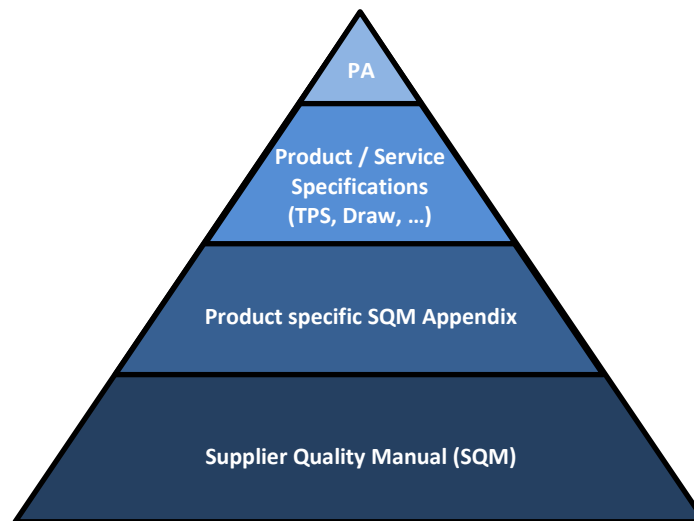 PA
Product / Service
Specifications
(TPS, Draw, …)
Product specific SQM Appendix
Supplier Quality Manual (SQM)